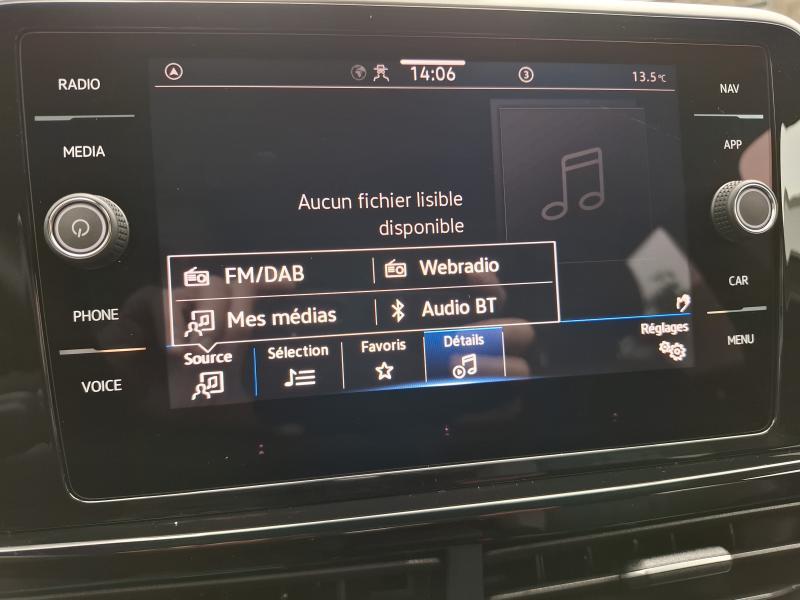 RADIO
MEDIA
PHONE
VOICE
14:06
3
13.5°C
Aucun fichier lisible
disponible
FM/DAB
Webradio
Mes médias
Audio BT
Source
Sélection
Favoris
Détails
Réglages
NAV
APP
CAR
MENU